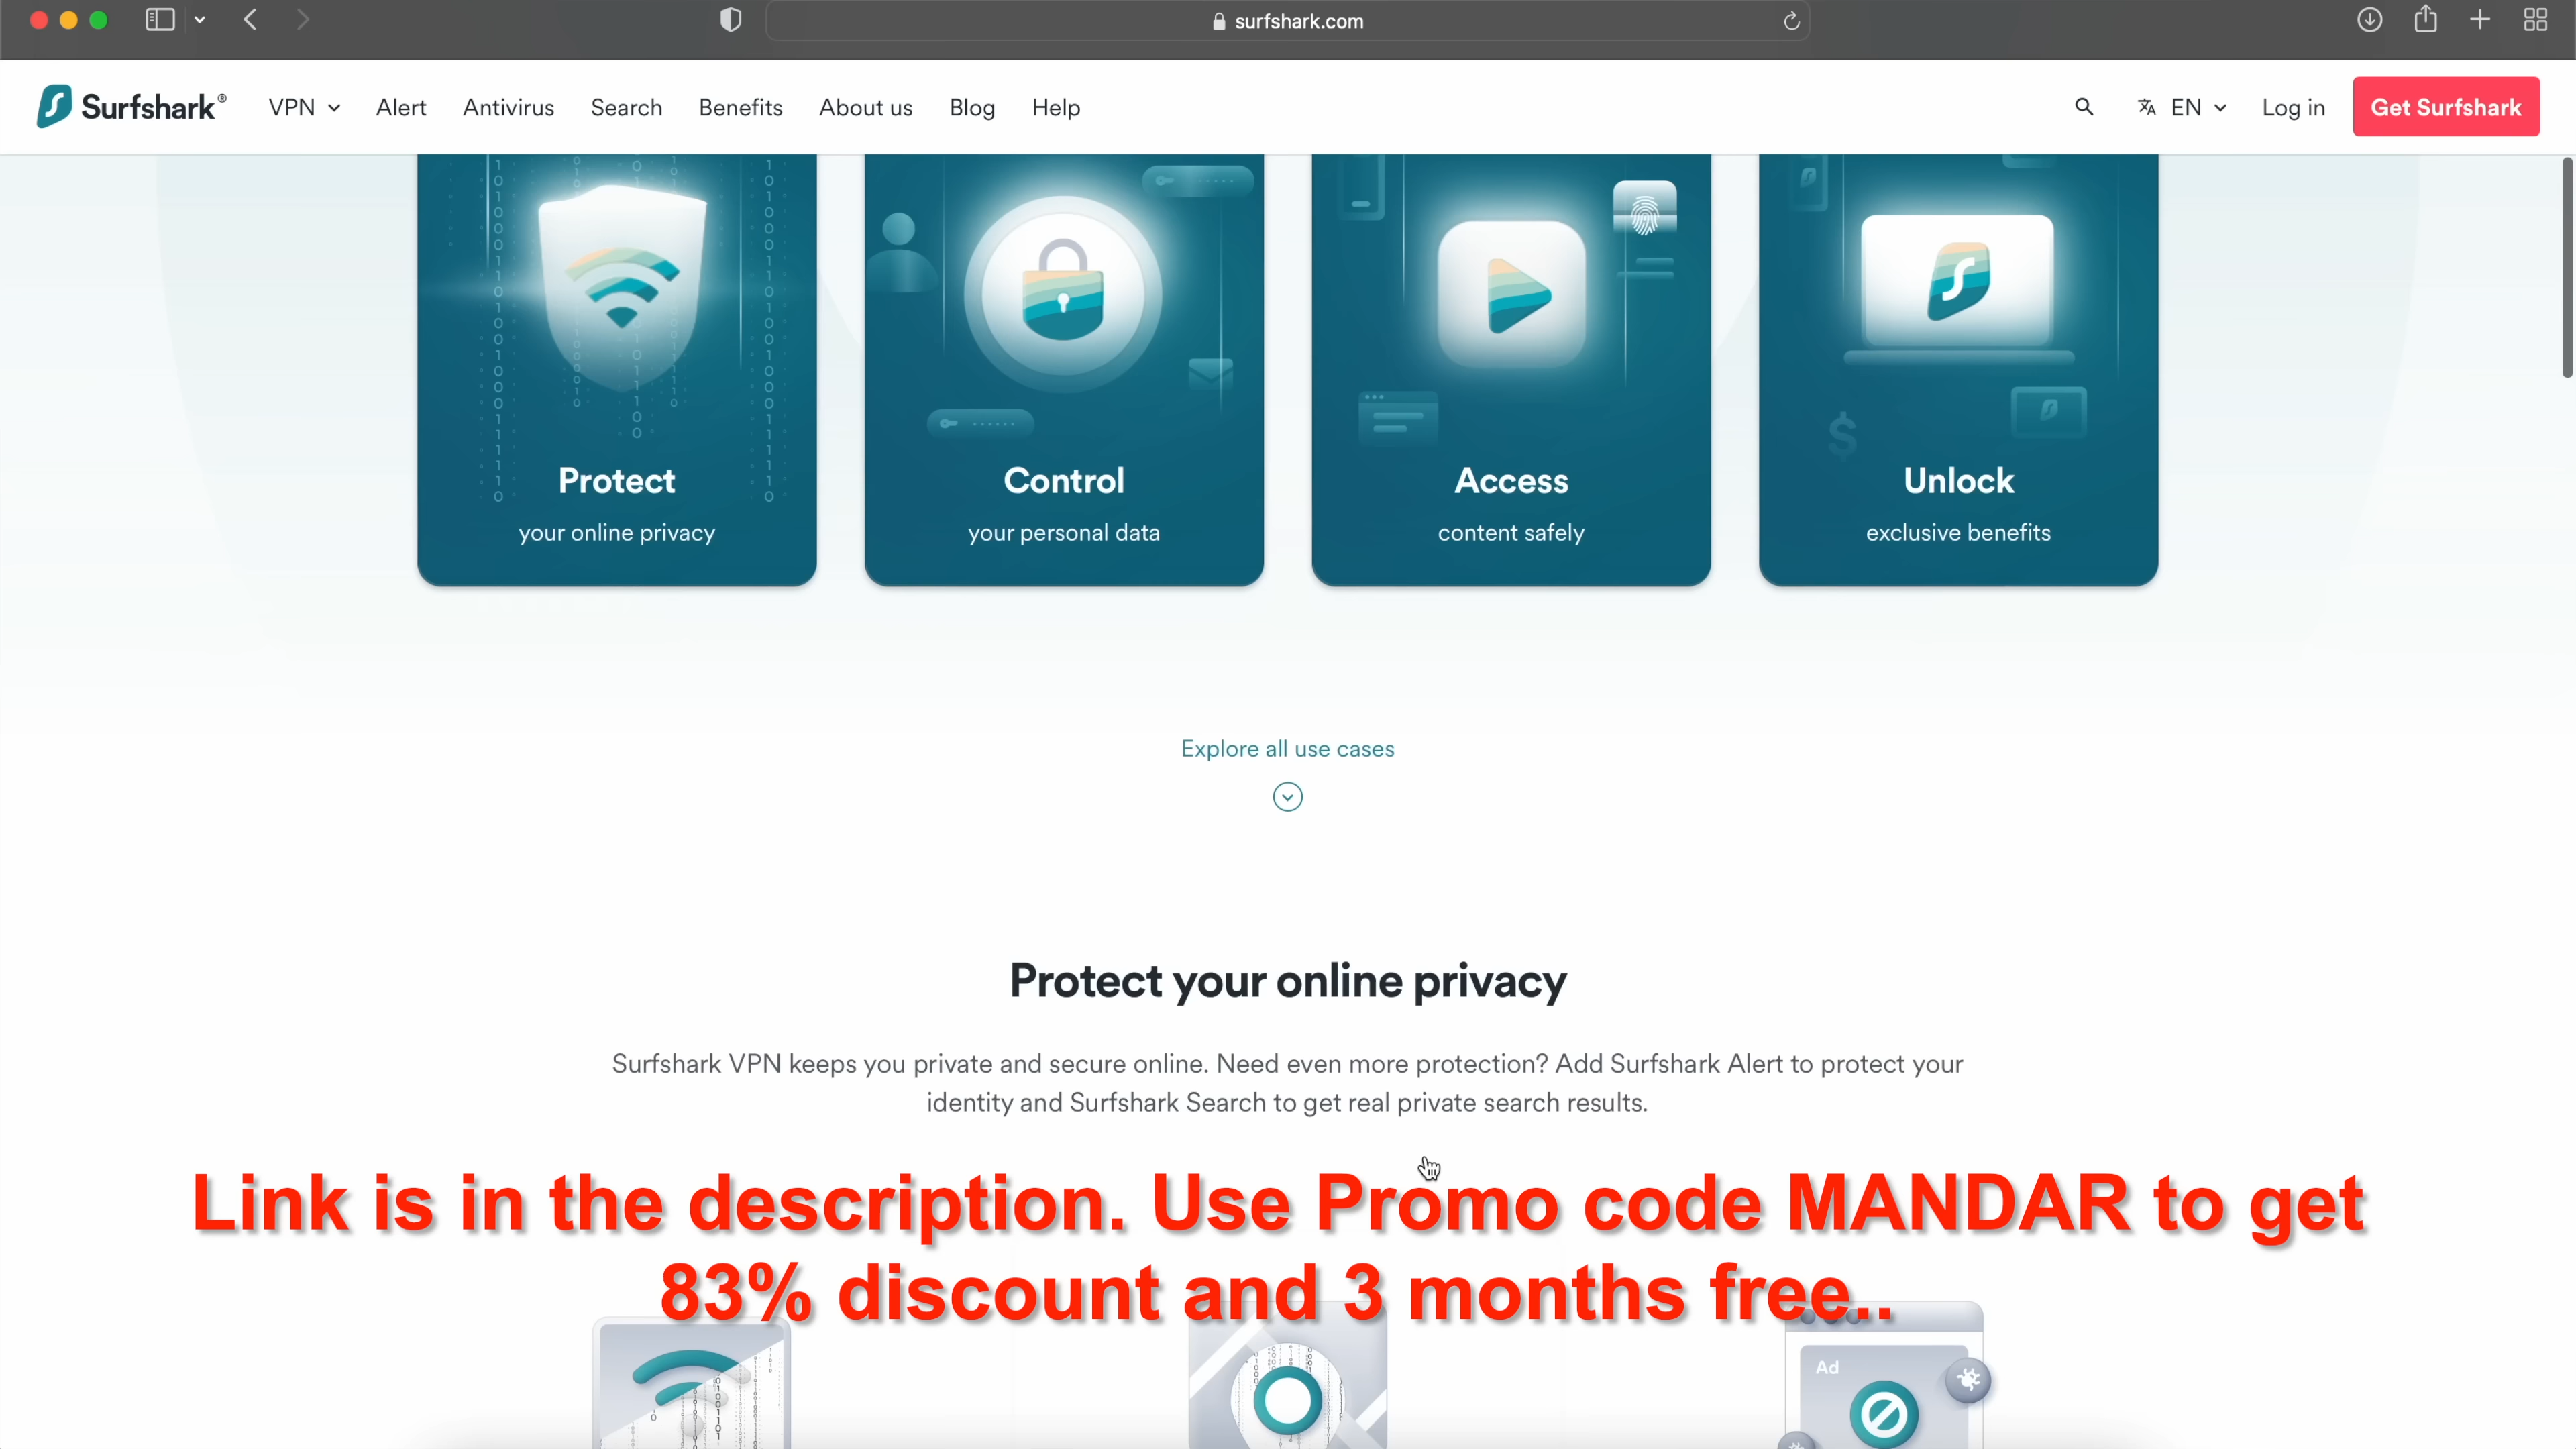 surfshark.com
Surfshark® VPN Alert Antivirus Search Benefits About us Blog Help EN Log in Get Surfshark
Protect Control Access Unlock
your online privacy your personal data content safely exclusive benefits
Explore all use cases
Protect your online privacy
Surfshark VPN keeps you private and secure online. Need even more protection? Add Surfshark Alert to protect your
identity and Surfshark Search to get real private search results.
Link is in the description. Use Promo code MANDAR to get
83% discount and 3 months free..
Ad